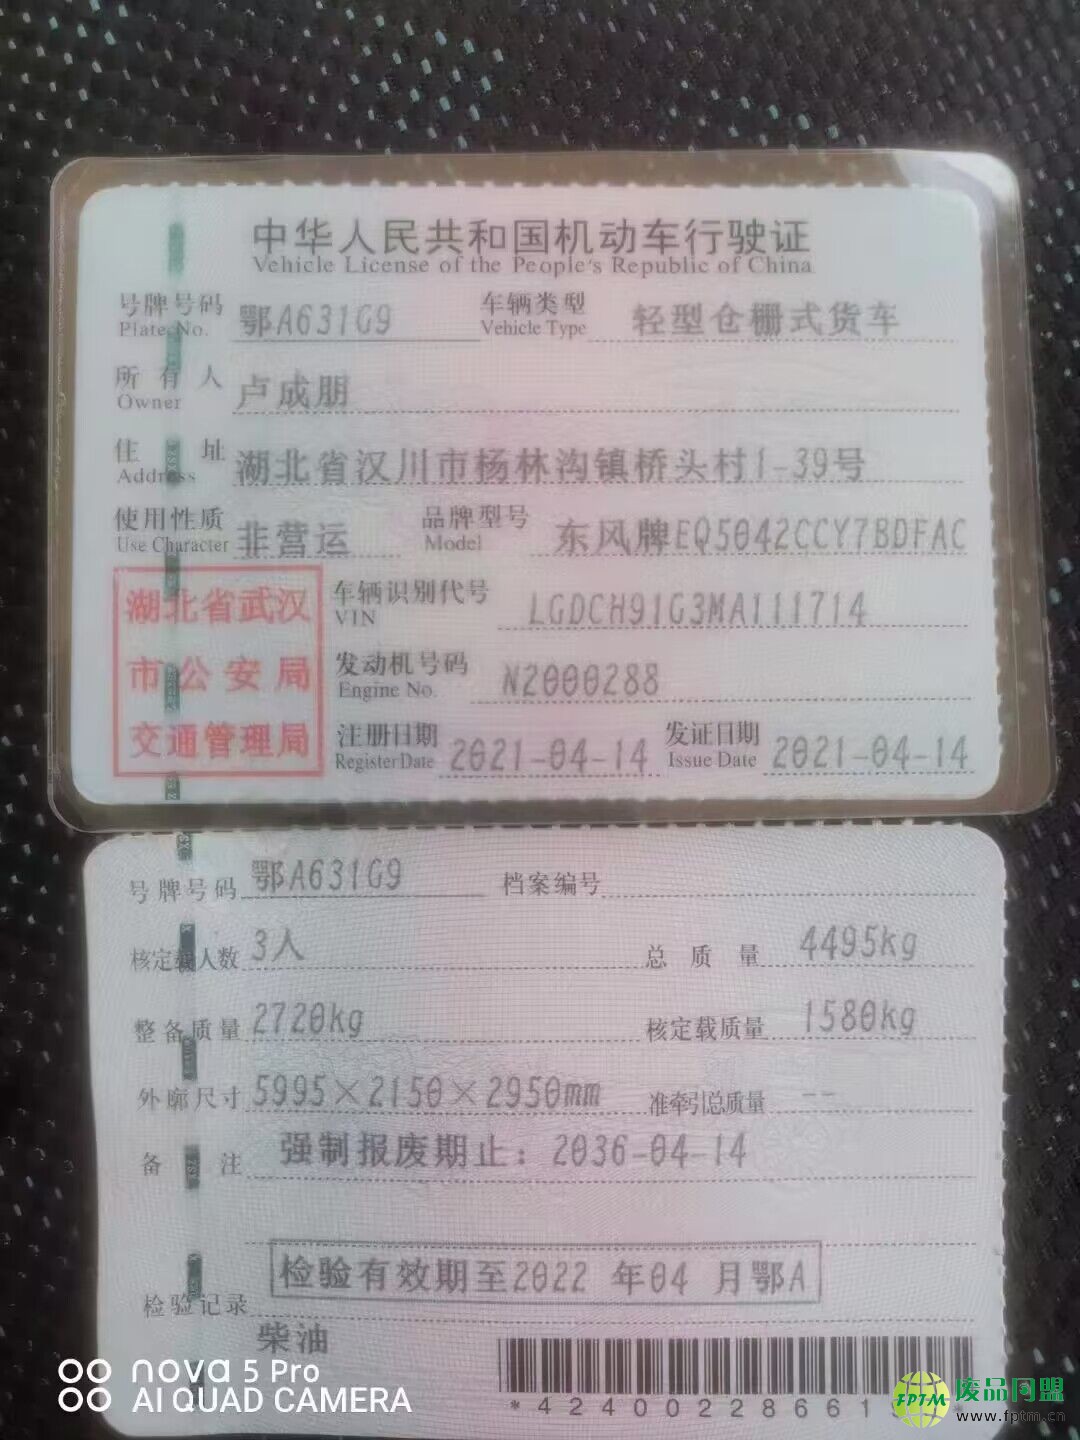 中华人民共和国机动车行驶证
Vehicle License of the People's Republic of China
号牌号码 鄂A631G9 车辆类型 轻型仓栅式货车
Plate No. Vehicle Type
所有人 卢成朋
Owner
住址 湖北省汉川市杨林沟镇桥头村1-39号
Address
使用性质 非营运 品牌型号 东风牌EQ5042CCY7BDFAC
Use Character Model
湖北省武汉
市公安局
交通管理局
车辆识别代号 LGDCH91G3MA111714
VIN
发动机号码 N2000288
Engine No.
注册日期 2021-04-14 发证日期 2021-04-14
Register Date Issue Date
号牌号码 鄂A631G9 档案编号
核定载人数 3人 总质量 4495kg
整备质量 2720kg 核定载质量 1580kg
外廓尺寸 5995×2150×2950mm 准牵引总质量 --
备注 强制报废期止：2036-04-14
检验有效期至2022 年04 月鄂A
检验记录
柴油
*42400228661
nova 5 Pro
AI QUAD CAMERA
FPTM 废品同盟
www.fptm.cn